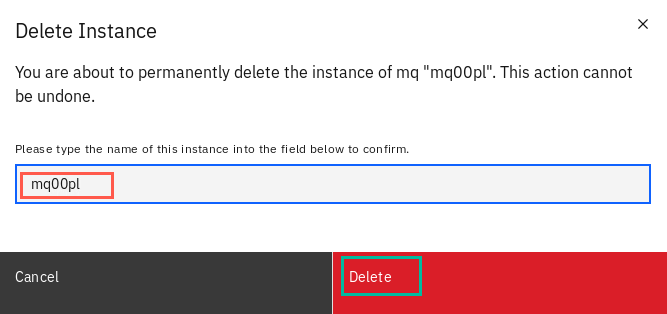 Delete Instance
You are about to permanently delete the instance of mq "mq00pl". This action cannot
be undone.
Please type the name of this instance into the field below to confirm.
mq00pl
Cancel
Delete